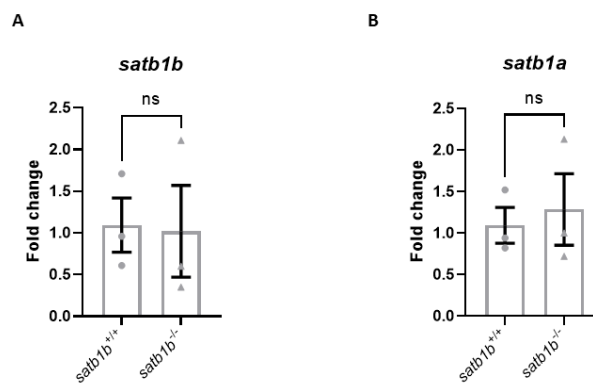 A
B
satb1b
satb1a
ns
ns
Fold change
2.5
2.0
1.5
1.0
0.5
0.0
satb1b+/+
satb1b-/-
Fold change
2.5
2.0
1.5
1.0
0.5
0.0
satb1b+/+
satb1b-/-